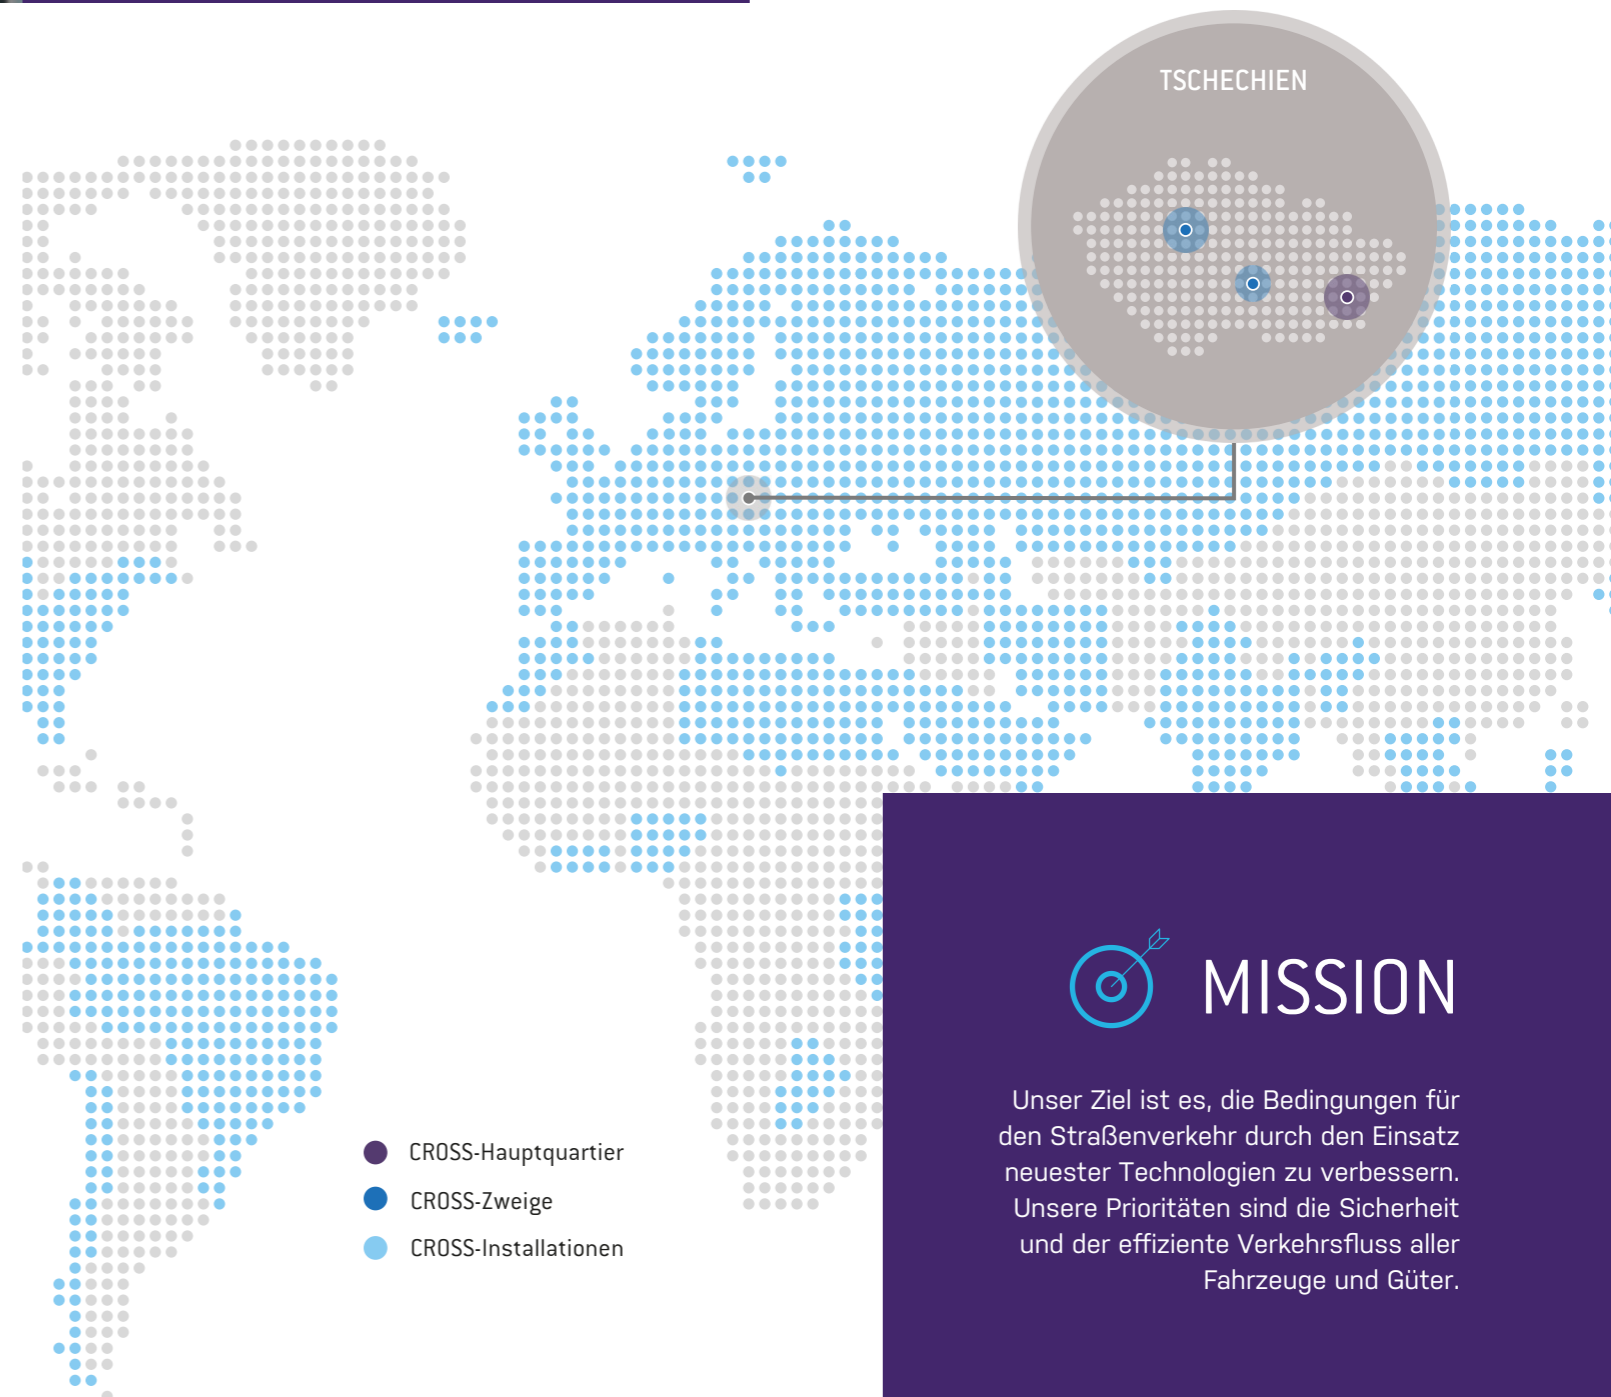 TSCHECHIEN
CROSS-Hauptquartier
CROSS-Zweige
CROSS-Installationen
MISSION
Unser Ziel ist es, die Bedingungen für
den Straßenverkehr durch den Einsatz
neuester Technologien zu verbessern.
Unsere Prioritäten sind die Sicherheit
und der effiziente Verkehrsfluss aller
Fahrzeuge und Güter.